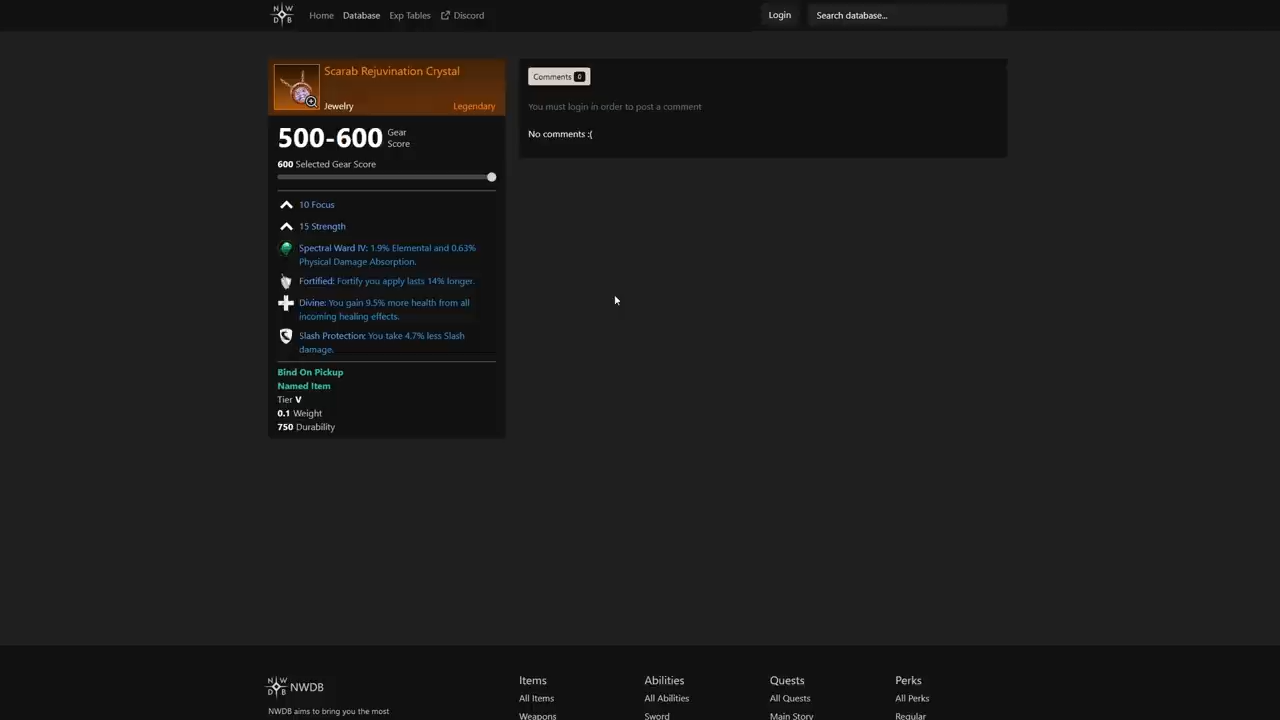 NW
DB
Home Database Exp Tables Discord Login Search database...
Scarab Rejuvination Crystal
Jewelry Legendary
500-600 Gear Score
600 Selected Gear Score
10 Focus
15 Strength
Spectral Ward IV: 1.9% Elemental and 0.63%
Physical Damage Absorption.
Fortified: Fortify you apply lasts 14% longer.
Divine: You gain 9.5% more health from all
incoming healing effects.
Slash Protection: You take 4.7% less Slash
damage.
Bind On Pickup
Named Item
Tier V
0.1 Weight
750 Durability
Comments 0
You must login in order to post a comment
No comments :(
NW
DB
NWDB
NWDB aims to bring you the most
Items
All Items
Weapons
Abilities
All Abilities
Sword
Quests
All Quests
Main Story
Perks
All Perks
Regular